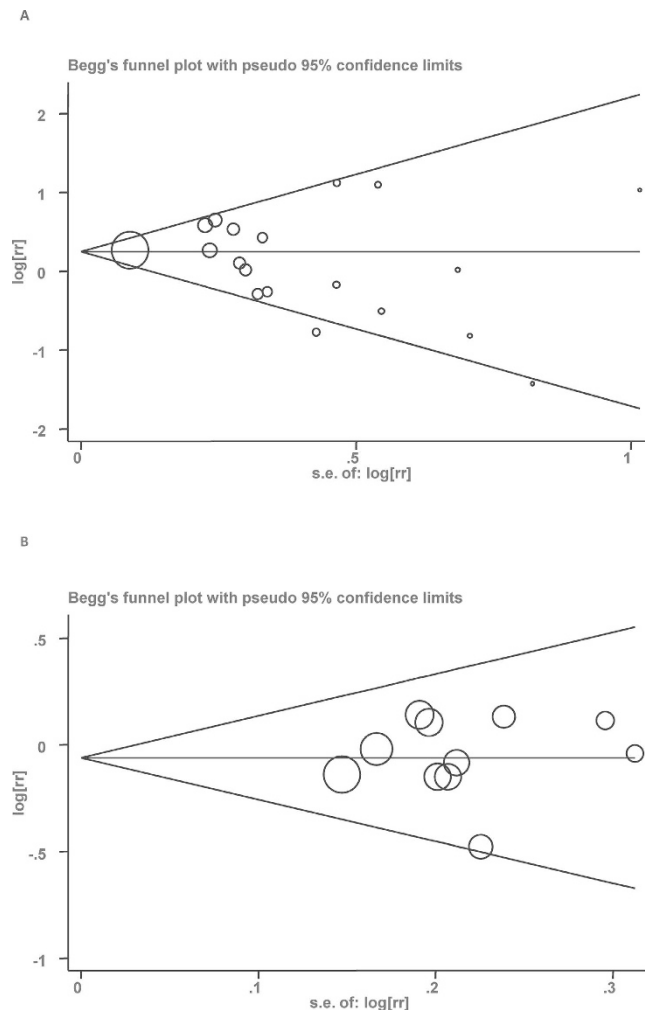 A
Begg's funnel plot with pseudo 95% confidence limits
2
1
0
-1
-2
log[rr]
0
.5
1
s.e. of: log[rr]
B
Begg's funnel plot with pseudo 95% confidence limits
.5
0
-.5
-1
log[rr]
0
.1
.2
.3
s.e. of: log[rr]